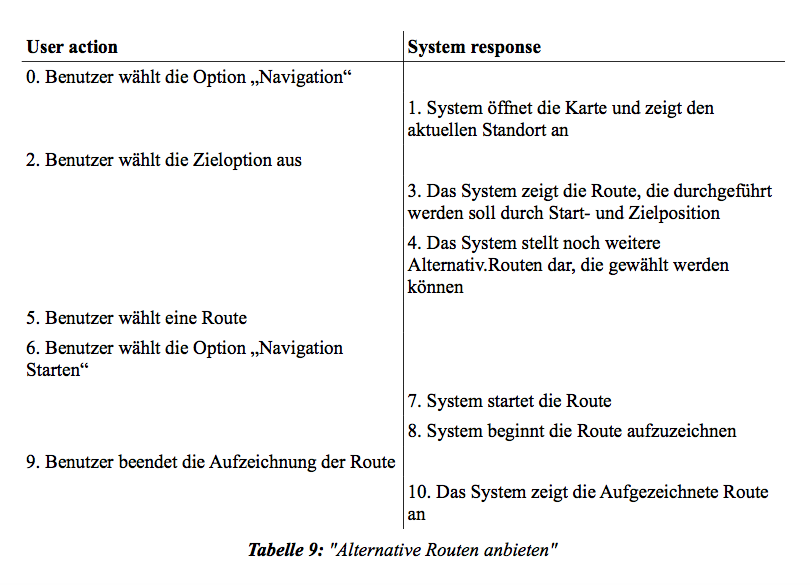 User action
System response
0. Benutzer wählt die Option „Navigation“
1. System öffnet die Karte und zeigt den
aktuellen Standort an
2. Benutzer wählt die Zieloption aus
3. Das System zeigt die Route, die durchgeführt
werden soll durch Start- und Zielposition
4. Das System stellt noch weitere
Alternativ.Routen dar, die gewählt werden
können
5. Benutzer wählt eine Route
6. Benutzer wählt die Option „Navigation
Starten“
7. System startet die Route
8. System beginnt die Route aufzuzeichnen
9. Benutzer beendet die Aufzeichnung der Route
10. Das System zeigt die Aufgezeichnete Route
an
Tabelle 9: "Alternative Routen anbieten"